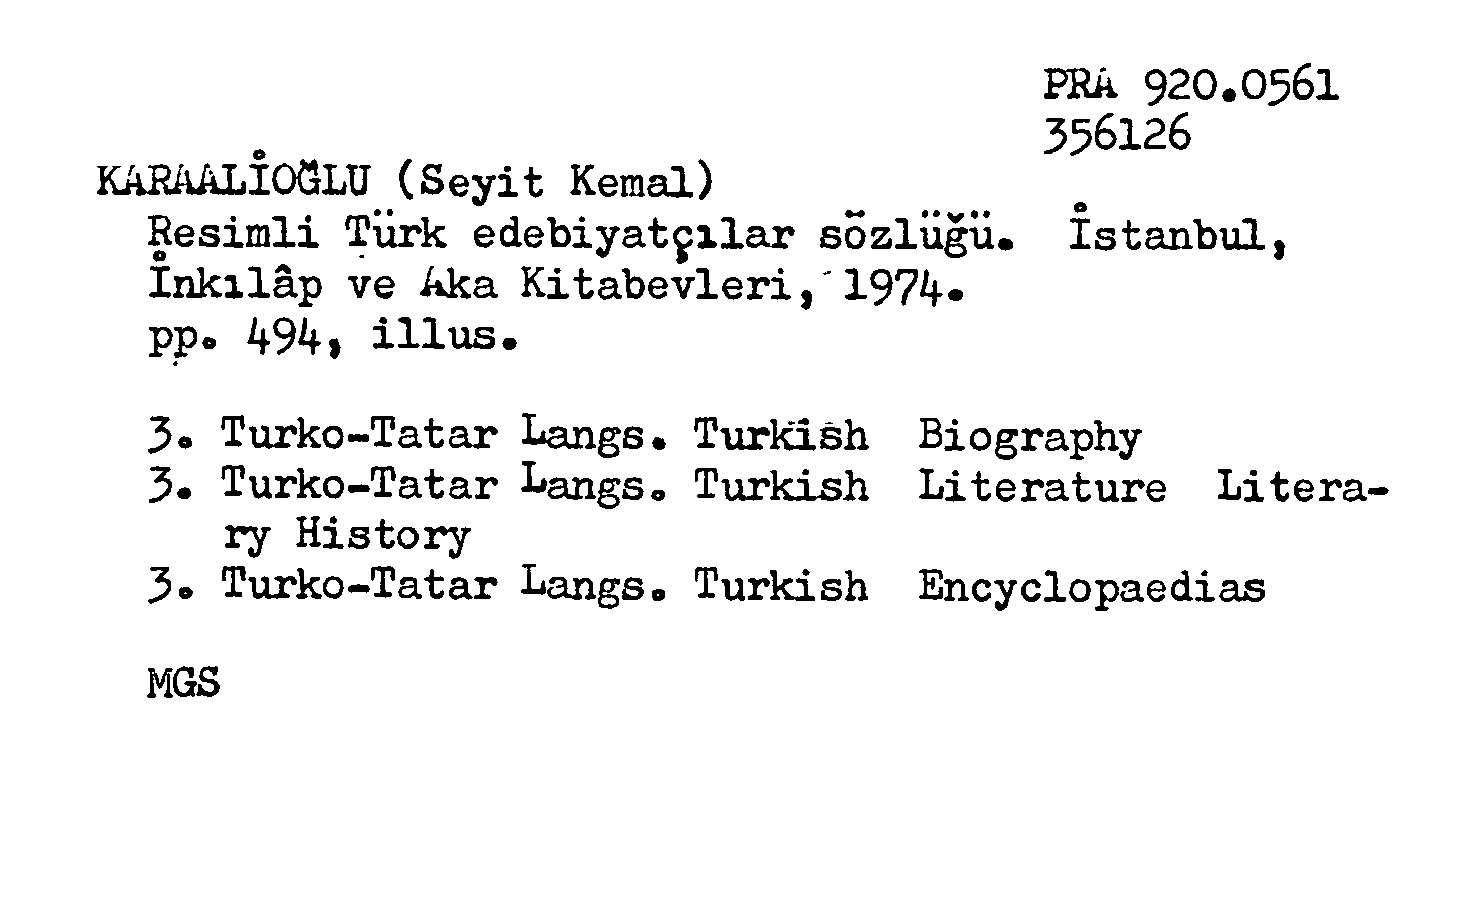 PRA 920.0561
356126
KARAALİOĞLU (Seyit Kemal)
Resimli Türk edebiyatçılar sözlüğü. İstanbul,
İnkılâp ve Aka Kitabevleri, 1974.
pp. 494, illus.
3. Turko-Tatar Langs. Turkish Biography
3. Turko-Tatar Langs. Turkish Literature Litera-
ry History
3. Turko-Tatar Langs. Turkish Encyclopaedias
MGS